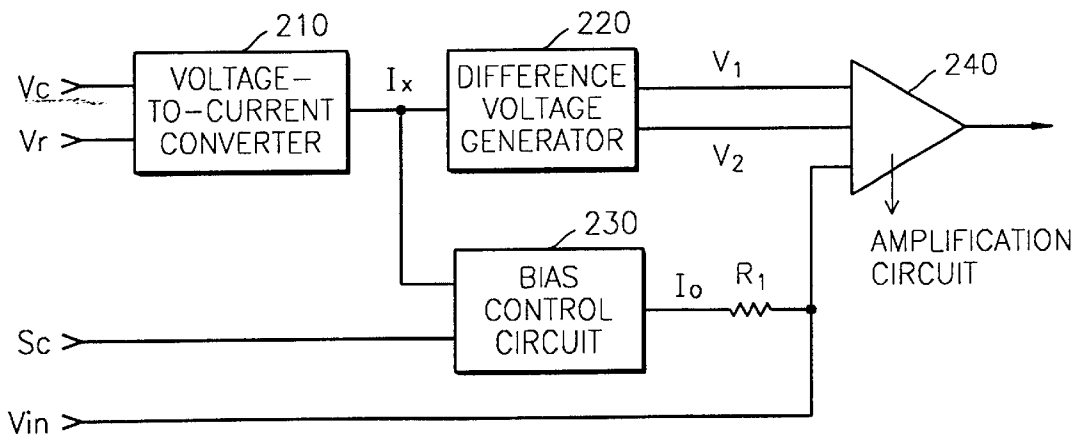 210
220
Vc
VOLTAGE-
TO-CURRENT
CONVERTER
Ix
DIFFERENCE
VOLTAGE
GENERATOR
V1
V2
240
Vr
230
AMPLIFICATION
CIRCUIT
BIAS
CONTROL
CIRCUIT
Io
R1
Sc
Vin